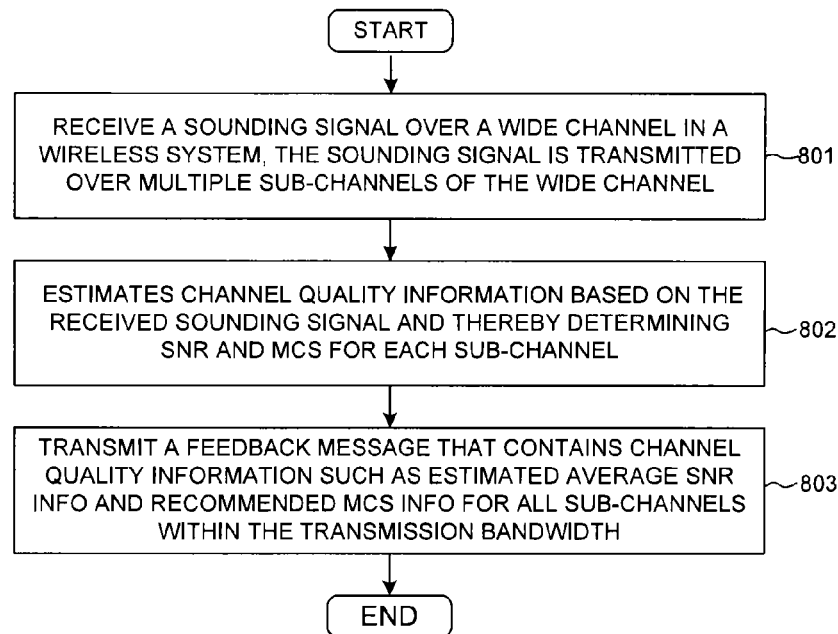 START
RECEIVE A SOUNDING SIGNAL OVER A WIDE CHANNEL IN A
WIRELESS SYSTEM, THE SOUNDING SIGNAL IS TRANSMITTED
OVER MULTIPLE SUB-CHANNELS OF THE WIDE CHANNEL
801
ESTIMATES CHANNEL QUALITY INFORMATION BASED ON THE
RECEIVED SOUNDING SIGNAL AND THEREBY DETERMINING
SNR AND MCS FOR EACH SUB-CHANNEL
802
TRANSMIT A FEEDBACK MESSAGE THAT CONTAINS CHANNEL
QUALITY INFORMATION SUCH AS ESTIMATED AVERAGE SNR
INFO AND RECOMMENDED MCS INFO FOR ALL SUB-CHANNELS
WITHIN THE TRANSMISSION BANDWIDTH
803
END